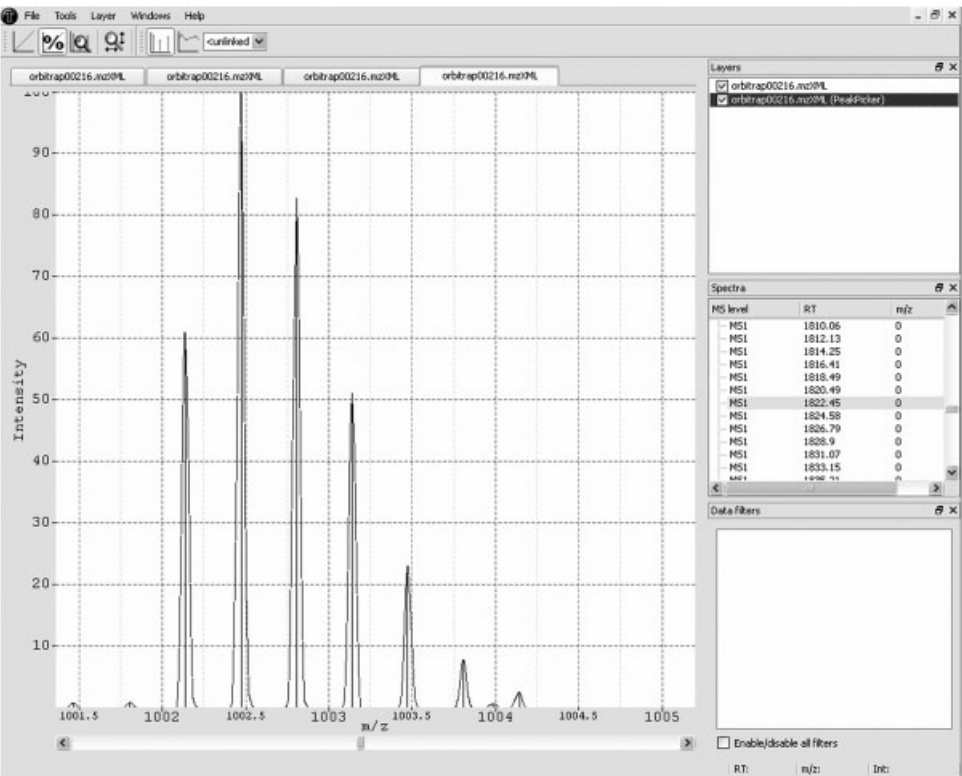 File Tools Layer Windows Help
<unlinked>
orbitrap00216.mzXML orbitrap00216.mzXML orbitrap00216.mzXML orbitrap00216.mzXML
Layers
orbitrap00216.mzXML
orbitrap00216.mzXML (PeakPicker)
100
90
80
70
60
50
40
30
20
10
Intensity
1001.5 1002 1002.5 1003 1003.5 1004 1004.5 1005
m/z
Spectra
MS level RT m/z
MS1 1810.06 0
MS1 1812.13 0
MS1 1814.25 0
MS1 1816.41 0
MS1 1818.49 0
MS1 1820.49 0
MS1 1822.45 0
MS1 1824.58 0
MS1 1826.79 0
MS1 1828.9 0
MS1 1831.07 0
MS1 1833.15 0
MS1 1835.21 0
Data filters
Enable/disable all filters
RT: m/z: Int: